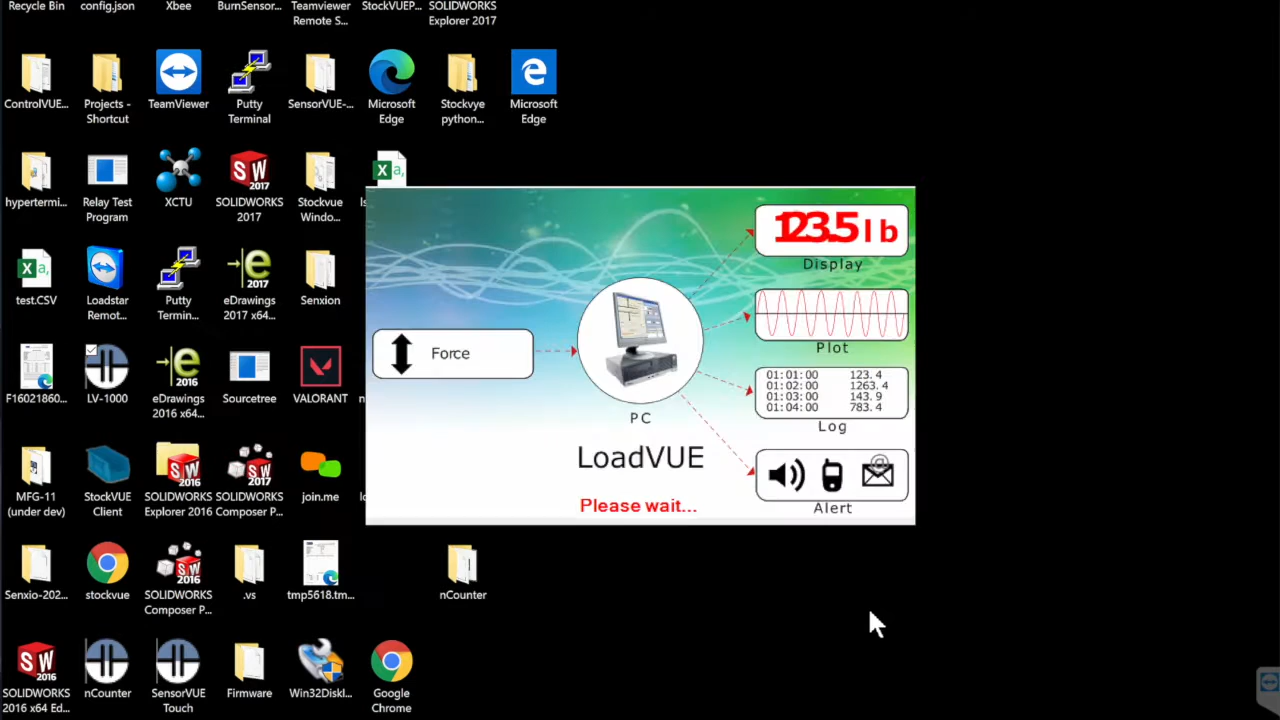 Recycle Bin
config.json
Xbee
BurnSensor...
Teamviewer
Remote S...
StockVUEP...
SOLIDWORKS
Explorer 2017
ControlVUE...
Projects -
Shortcut
TeamViewer
Putty
Terminal
SensorVUE-...
Microsoft
Edge
Stockvye
python...
Microsoft
Edge
hypertermi...
Relay Test
Program
XCTU
SOLIDWORKS
2017
Stockvue
Windo...
test.CSV
Loadstar
Remot...
Putty
Termin...
eDrawings
2017 x64...
Senxion
F16021860...
LV-1000
eDrawings
2016 x64...
Sourcetree
VALORANT
MFG-11
(under dev)
StockVUE
Client
SOLIDWORKS
Explorer 2016
SOLIDWORKS
Composer P...
join.me
Senxio-202...
stockvue
SOLIDWORKS
Composer P...
.vs
tmp5618.tm...
nCounter
SOLIDWORKS
2016 x64 Ed...
nCounter
SensorVUE
Touch
Firmware
Win32DiskI...
Google
Chrome
123.5 lb
Display
Force
Plot
01:01:00 123. 4
01:02:00 1263. 4
01:03:00 143. 9
01:04:00 783. 4
Log
PC
LoadVUE
Please wait...
Alert